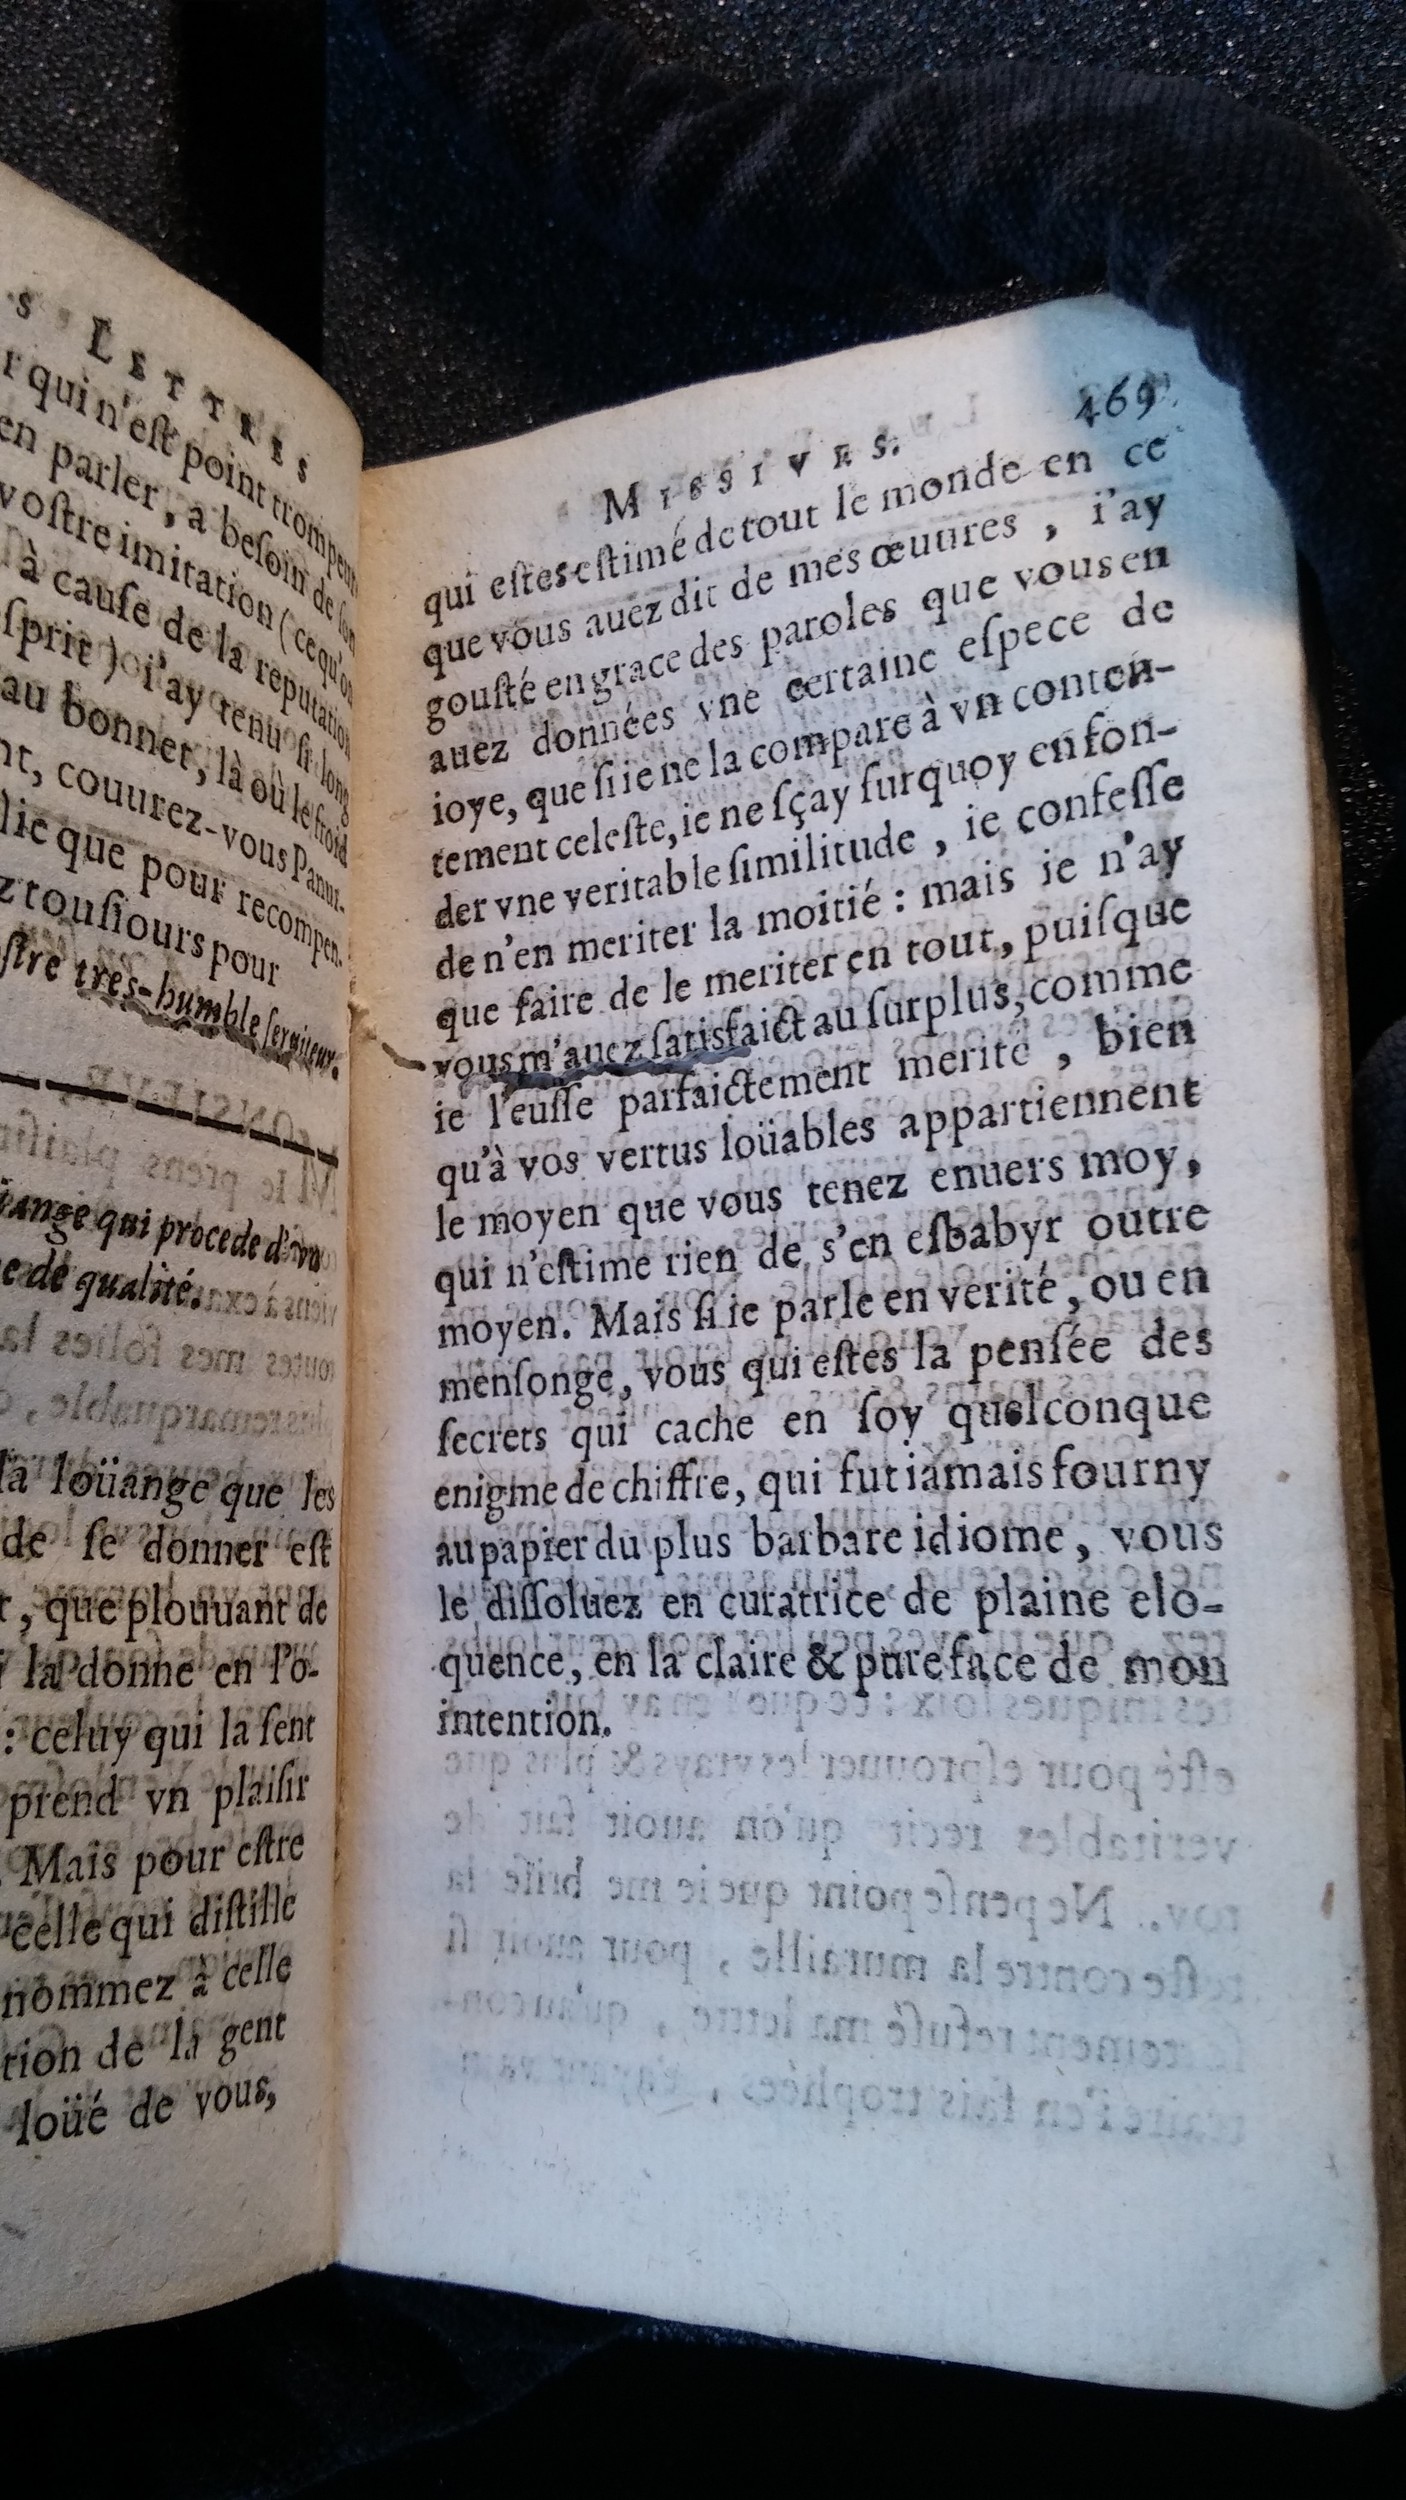 s LETTRES
r qui n'eſt point trompeur
en parler, a beſoin de ſon
voſtre imitation (ce qu'on
à cauſe de la reputation
ſprit) i'ay tenu ſi long
au bonnet, là où le froid
nt, couurez-vous Panur-
lie que pour recompen-
z touſiours pour
ſtre tres-humble ſeruiteur.
üange qui procede d'vn
e de qualité.
la loüange que les
de ſe donner eſt
t, que plouuant de
i la donne en l'o-
: celuy qui la ſent
prend vn plaiſir
. Mais pour eſtre
celle qui diſtille
nommez à celle
tion de la gent
loüé de vous,
MISSIVES. 469
qui eſtes eſtimé de tout le monde en ce
que vous auez dit de mes œuures, i'ay
gouſté en grace des paroles que vous en
auez données vne certaine eſpece de
ioye, que ſi ie ne la compare à vn conten-
tement celeſte, ie ne ſçay ſur quoy en fon-
der vne veritable ſimilitude, ie confeſſe
de n'en meriter la moitié: mais ie n'ay
que faire de le meriter en tout, puiſque
vous m'auez ſatisfaict au ſurplus, comme
ie l'euſſe parfaictement merité, bien
qu'à vos vertus loüables appartiennent
le moyen que vous tenez enuers moy,
qui n'eſtime rien de s'en eſbabyr outre
moyen. Mais ſi ie parle en verité, ou en
menſonge, vous qui eſtes la penſée des
ſecrets qui cache en ſoy quelconque
enigme de chiffre, qui fut iamais fourny
au papier du plus barbare idiome, vous
le diſſoluez en curatrice de plaine elo-
quence, en la claire & pure face de mon
intention.